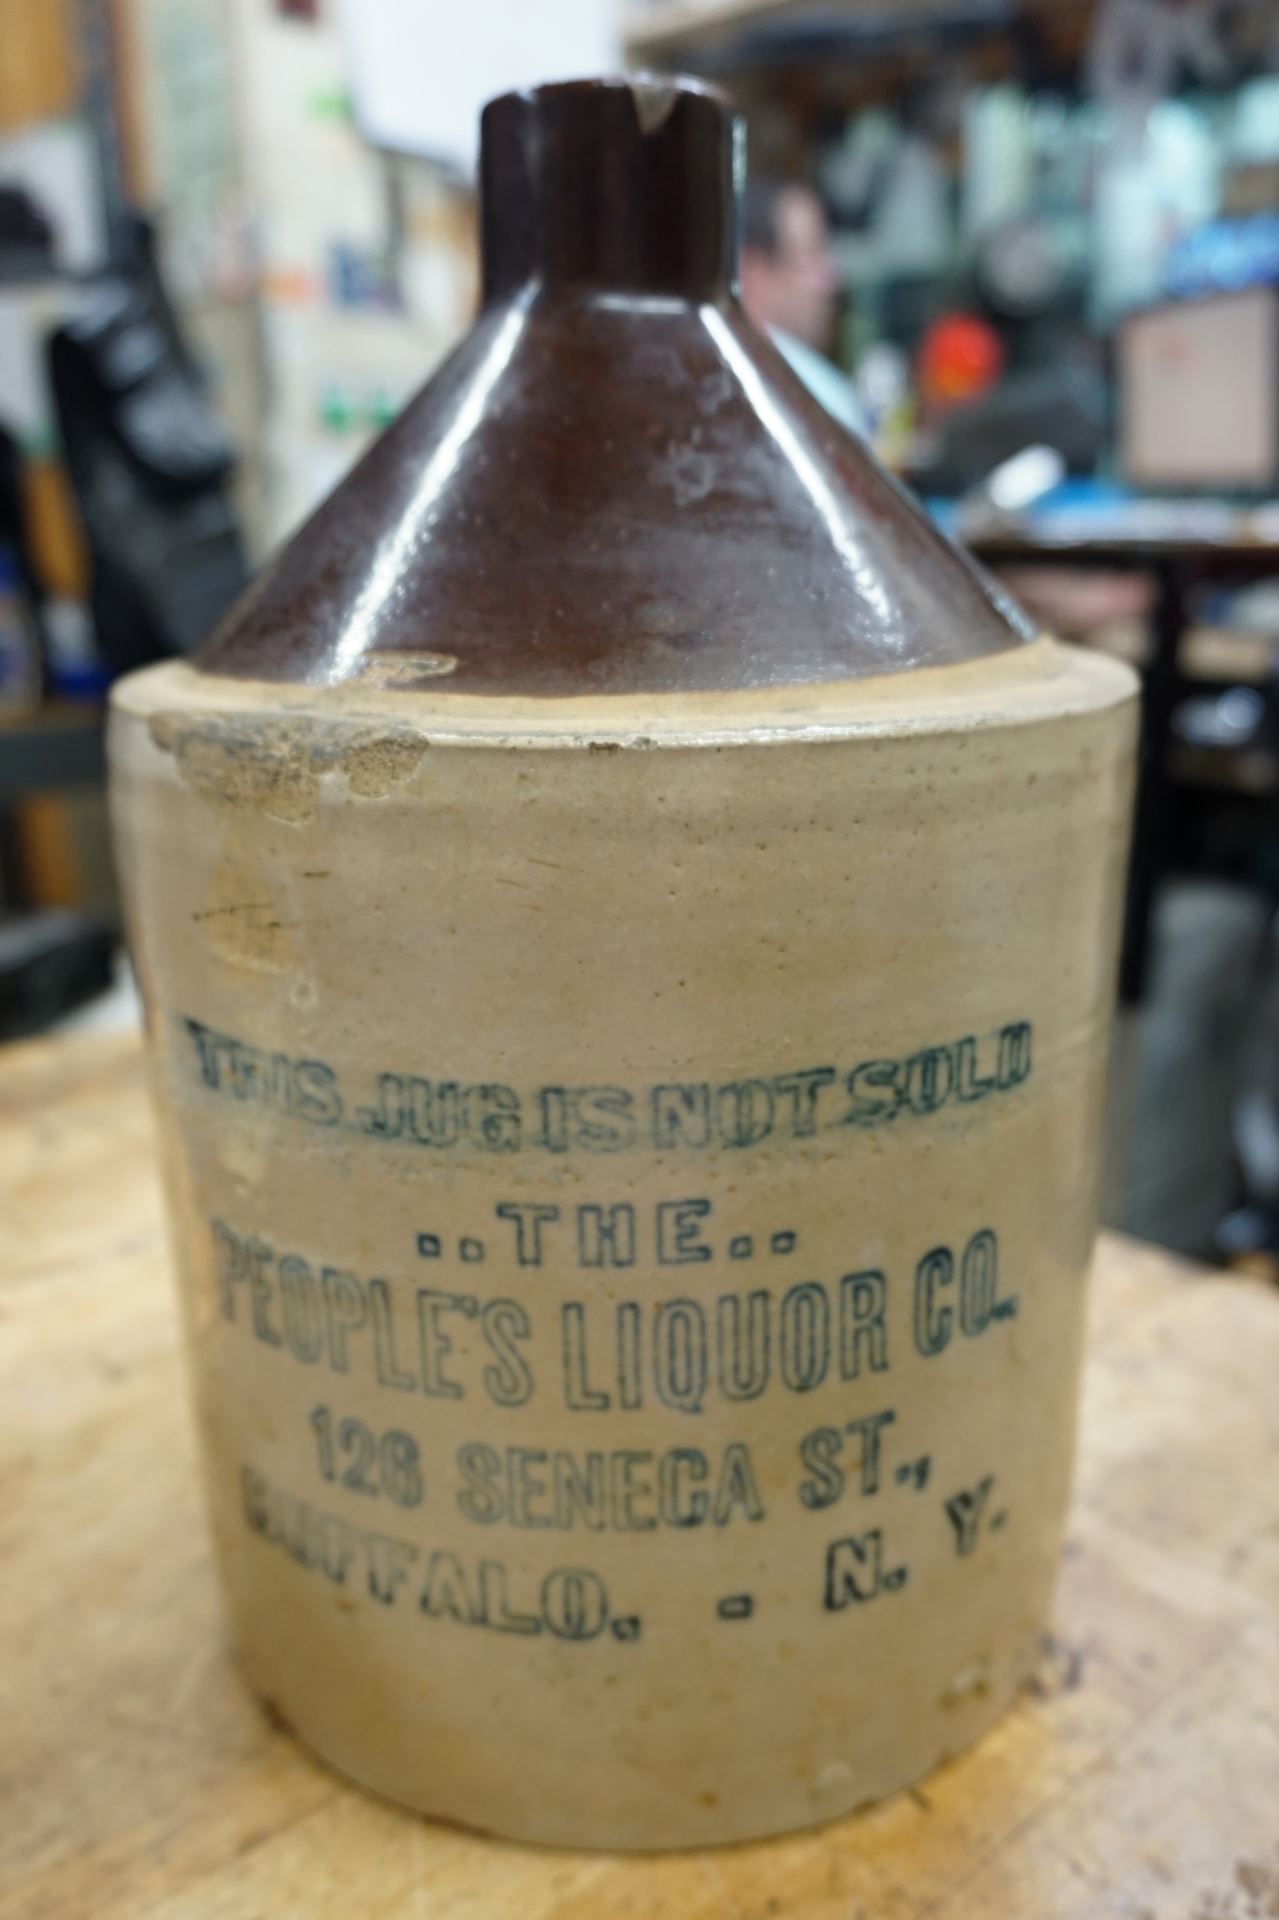 THIS JUG IS NOT SOLD
..THE..
PEOPLE'S LIQUOR CO.
126 SENECA ST.,
BUFFALO. - N. Y.